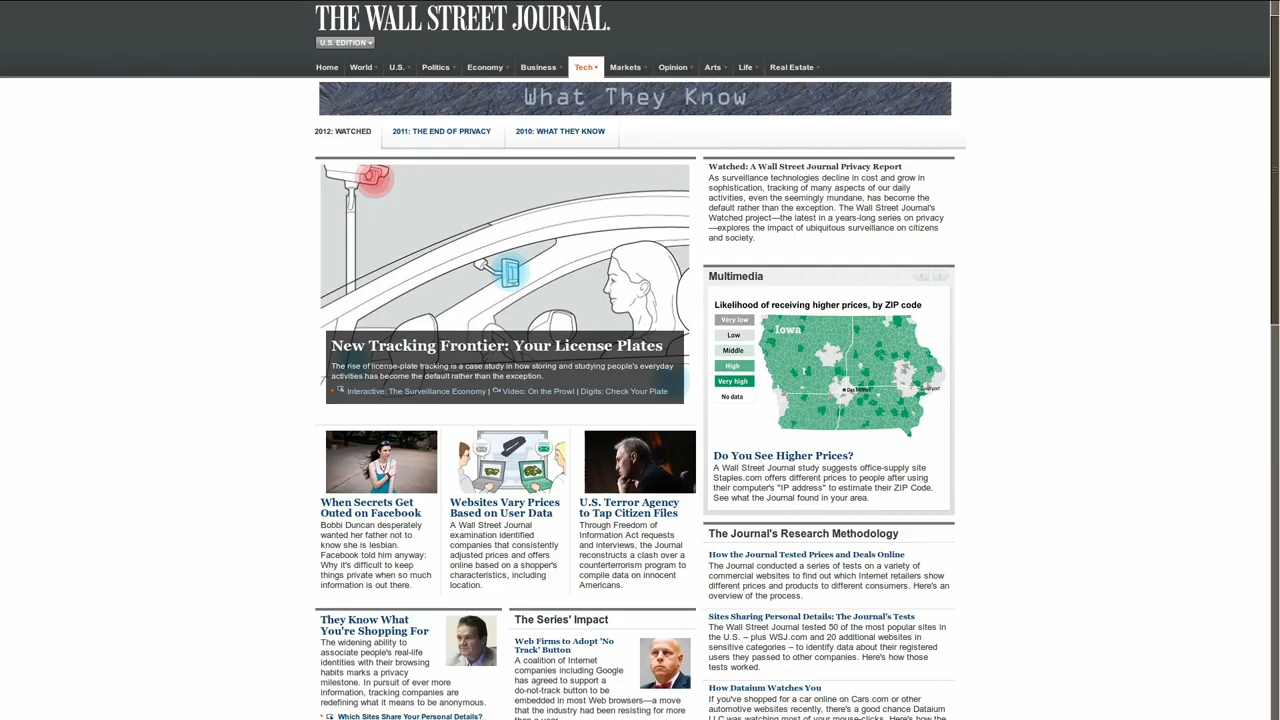 THE WALL STREET JOURNAL.
U.S. EDITION
Home World U.S. Politics Economy Business Tech Markets Opinion Arts Life Real Estate
What They Know
2012: WATCHED
2011: THE END OF PRIVACY
2010: WHAT THEY KNOW
New Tracking Frontier: Your License Plates
The rise of license-plate tracking is a case study in how storing and studying people's everyday
activities has become the default rather than the exception.
Interactive: The Surveillance Economy | Video: On the Prowl | Digits: Check Your Plate
When Secrets Get
Outed on Facebook
Bobbi Duncan desperately
wanted her father not to
know she is lesbian.
Facebook told him anyway:
Why it's difficult to keep
things private when so much
information is out there.
Websites Vary Prices
Based on User Data
A Wall Street Journal
examination identified
companies that consistently
adjusted prices and offers
online based on a shopper's
characteristics, including
location.
U.S. Terror Agency
to Tap Citizen Files
Through Freedom of
Information Act requests
and interviews, the Journal
reconstructs a clash over a
counterterrorism program to
compile data on innocent
Americans.
They Know What
You're Shopping For
The widening ability to
associate people's real-life
identities with their browsing
habits marks a privacy
milestone. In pursuit of ever more
information, tracking companies are
redefining what it means to be anonymous.
Which Sites Share Your Personal Details?
The Series' Impact
Web Firms to Adopt 'No
Track' Button
A coalition of Internet
companies including Google
has agreed to support a
do-not-track button to be
embedded in most Web browsers—a move
that the industry had been resisting for more
than a year.
Watched: A Wall Street Journal Privacy Report
As surveillance technologies decline in cost and grow in
sophistication, tracking of many aspects of our daily
activities, even the seemingly mundane, has become the
default rather than the exception. The Wall Street Journal's
Watched project—the latest in a years-long series on privacy
—explores the impact of ubiquitous surveillance on citizens
and society.
Multimedia
Likelihood of receiving higher prices, by ZIP code
Very low
Low
Middle
High
Very high
No data
Iowa
Des Moines
Davenport
Do You See Higher Prices?
A Wall Street Journal study suggests office-supply site
Staples.com offers different prices to people after using
their computer's "IP address" to estimate their ZIP Code.
See what the Journal found in your area.
The Journal's Research Methodology
How the Journal Tested Prices and Deals Online
The Journal conducted a series of tests on a variety of
commercial websites to find out which Internet retailers show
different prices and products to different consumers. Here's an
overview of the process.
Sites Sharing Personal Details: The Journal's Tests
The Wall Street Journal tested 50 of the most popular sites in
the U.S. – plus WSJ.com and 20 additional websites in
sensitive categories – to identify data about their registered
users they passed to other companies. Here's how those
tests worked.
How Dataium Watches You
If you've shopped for a car online on Cars.com or other
automotive websites recently, there's a good chance Dataium
LLC was watching most of your mouse-clicks. Here's how the